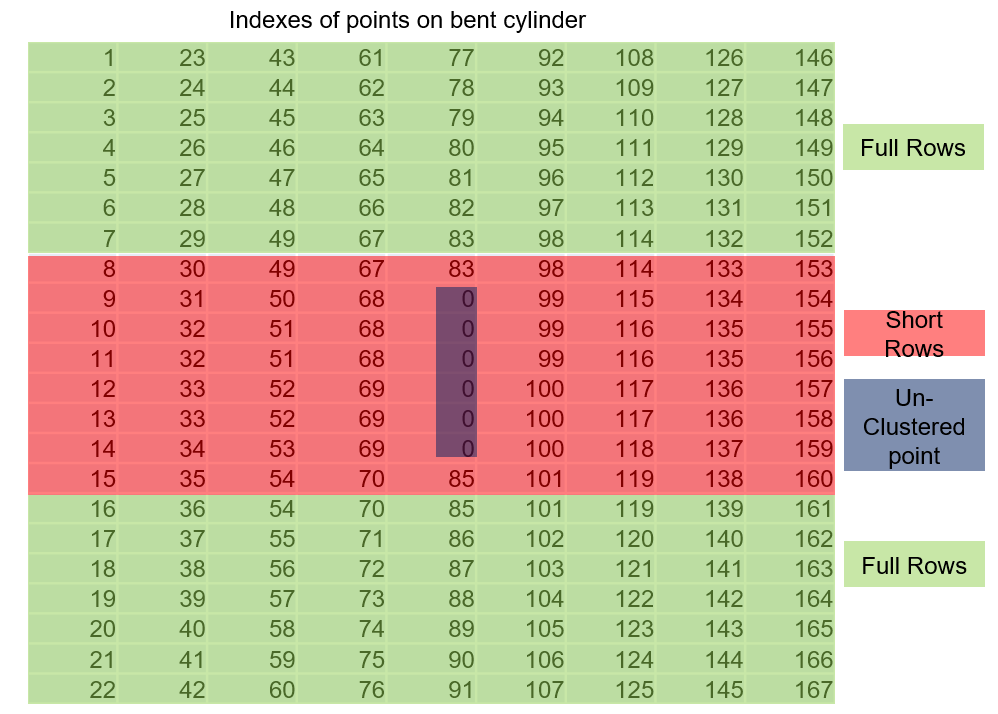 Indexes of points on bent cylinder
1 23 43 61 77 92 108 126 146
2 24 44 62 78 93 109 127 147
3 25 45 63 79 94 110 128 148
4 26 46 64 80 95 111 129 149
Full Rows
5 27 47 65 81 96 112 130 150
6 28 48 66 82 97 113 131 151
7 29 49 67 83 98 114 132 152
8 30 49 67 83 98 114 133 153
9 31 50 68 0 99 115 134 154
10 32 51 68 0 99 116 135 155
Short
Rows
11 32 51 68 0 99 116 135 156
12 33 52 69 0 100 117 136 157
13 33 52 69 0 100 117 136 158
14 34 53 69 0 100 118 137 159
Un-
Clustered
point
15 35 54 70 85 101 119 138 160
16 36 54 70 85 101 119 139 161
17 37 55 71 86 102 120 140 162
18 38 56 72 87 103 121 141 163
Full Rows
19 39 57 73 88 104 122 142 164
20 40 58 74 89 105 123 143 165
21 41 59 75 90 106 124 144 166
22 42 60 76 91 107 125 145 167